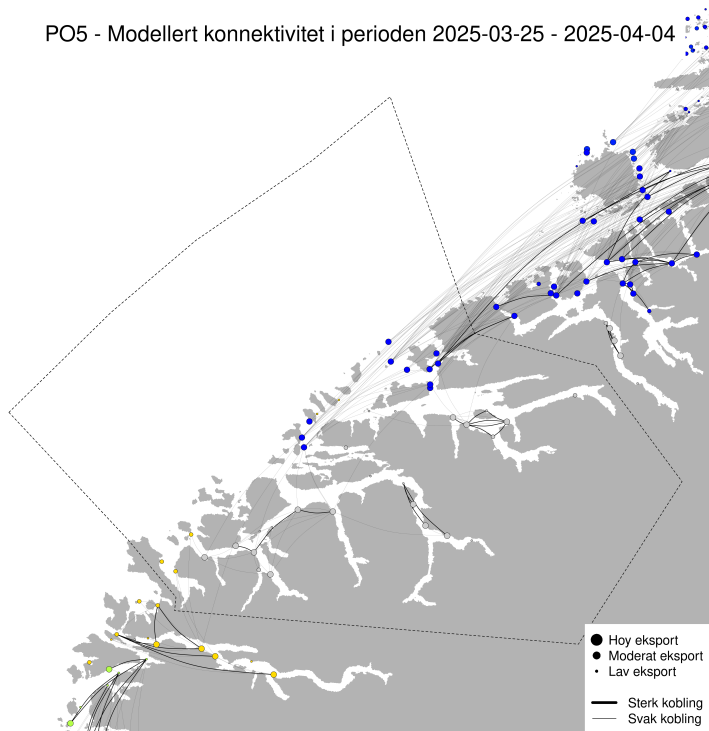 PO5 - Modellert konnektivitet i perioden 2025-03-25 - 2025-04-04
Hoy eksport
Moderat eksport
Lav eksport
Sterk kobling
Svak kobling